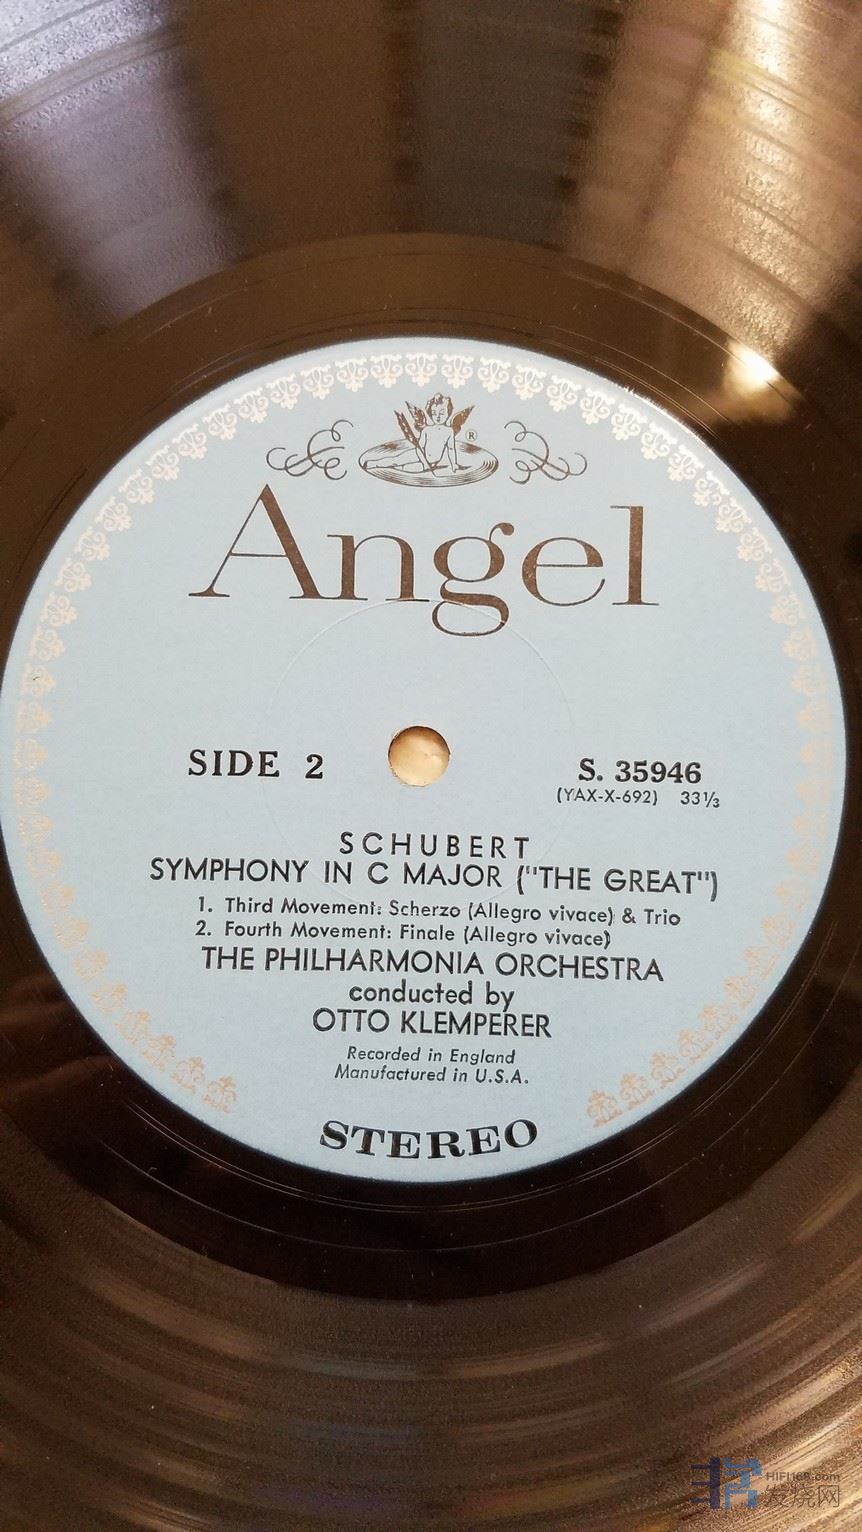 ®
Angel
SIDE 2
S. 35946
(YAX-X-692) 33⅓
SCHUBERT
SYMPHONY IN C MAJOR ("THE GREAT")
1. Third Movement: Scherzo (Allegro vivace) & Trio
2. Fourth Movement: Finale (Allegro vivace)
THE PHILHARMONIA ORCHESTRA
conducted by
OTTO KLEMPERER
Recorded in England
Manufactured in U.S.A.
STEREO
HIFI168.com
发烧网